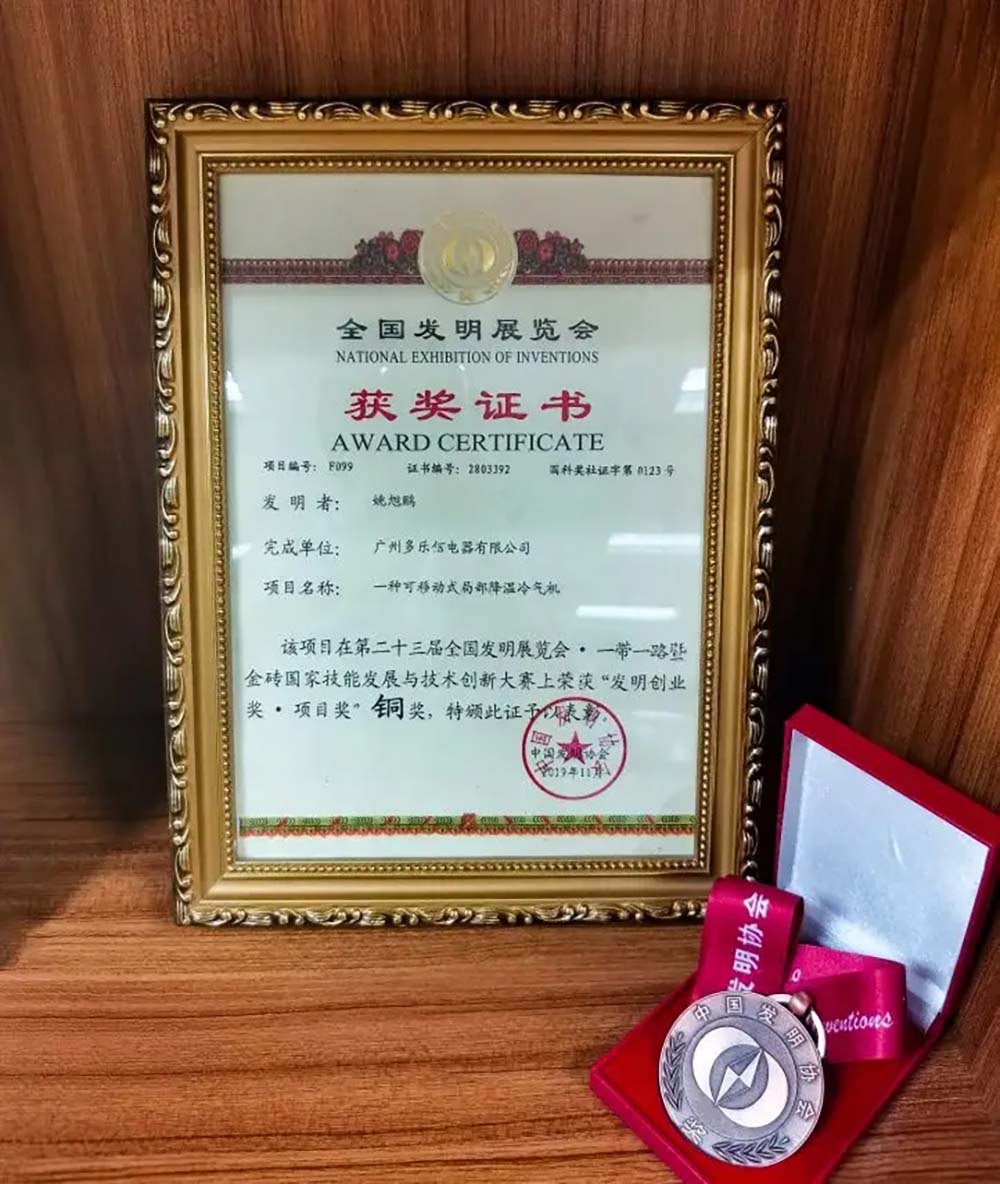 全国发明展览会
NATIONAL EXHIBITION OF INVENTIONS
获奖证书
AWARD CERTIFICATE
项目编号: F099 证书编号: 2803392 国科奖社证字第0123号
发明者: 姚旭鹏
完成单位: 广州多乐信电器有限公司
项目名称: 一种可移动式局部降温冷气机
该项目在第二十三届全国发明展览会·一带一路暨
金砖国家技能发展与技术创新大赛上荣获“发明创业
奖·项目奖”铜奖, 特颁此证予以表彰。
中国发明协会
2019年11月
发明协会
ventions
中国发明协会奖